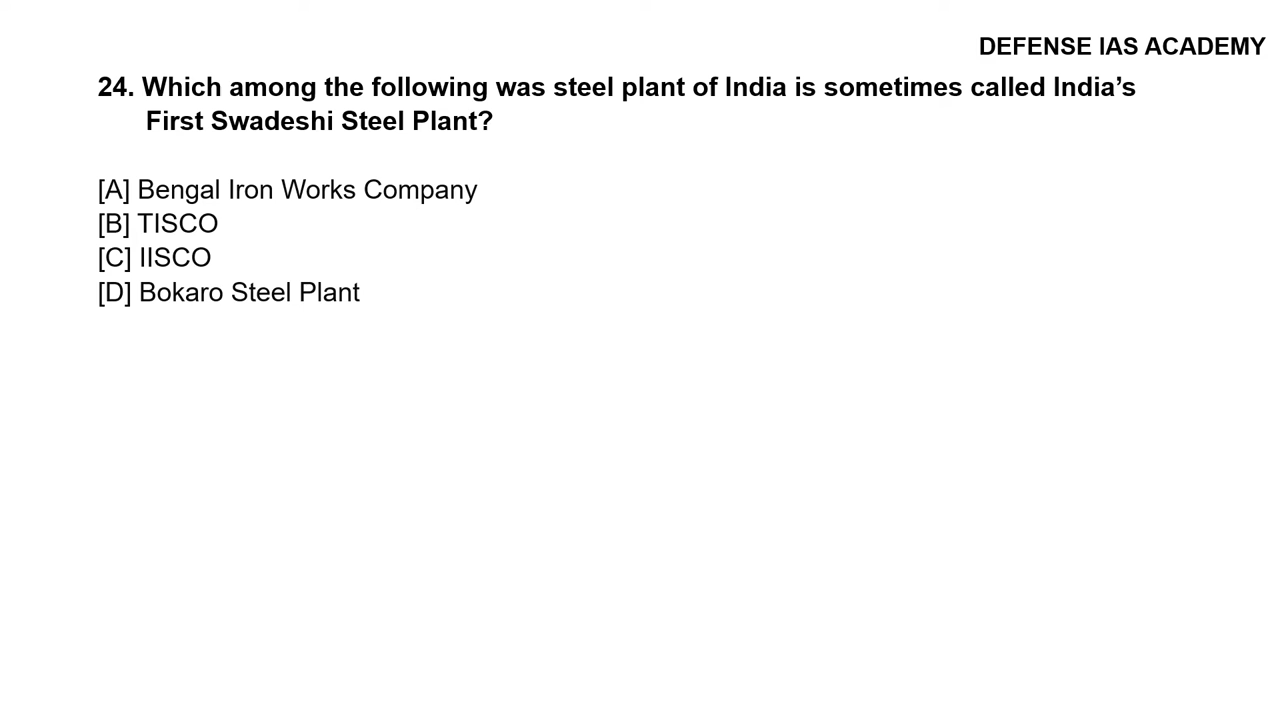 DEFENSE IAS ACADEMY
24. Which among the following was steel plant of India is sometimes called India’s
First Swadeshi Steel Plant?
[A] Bengal Iron Works Company
[B] TISCO
[C] IISCO
[D] Bokaro Steel Plant